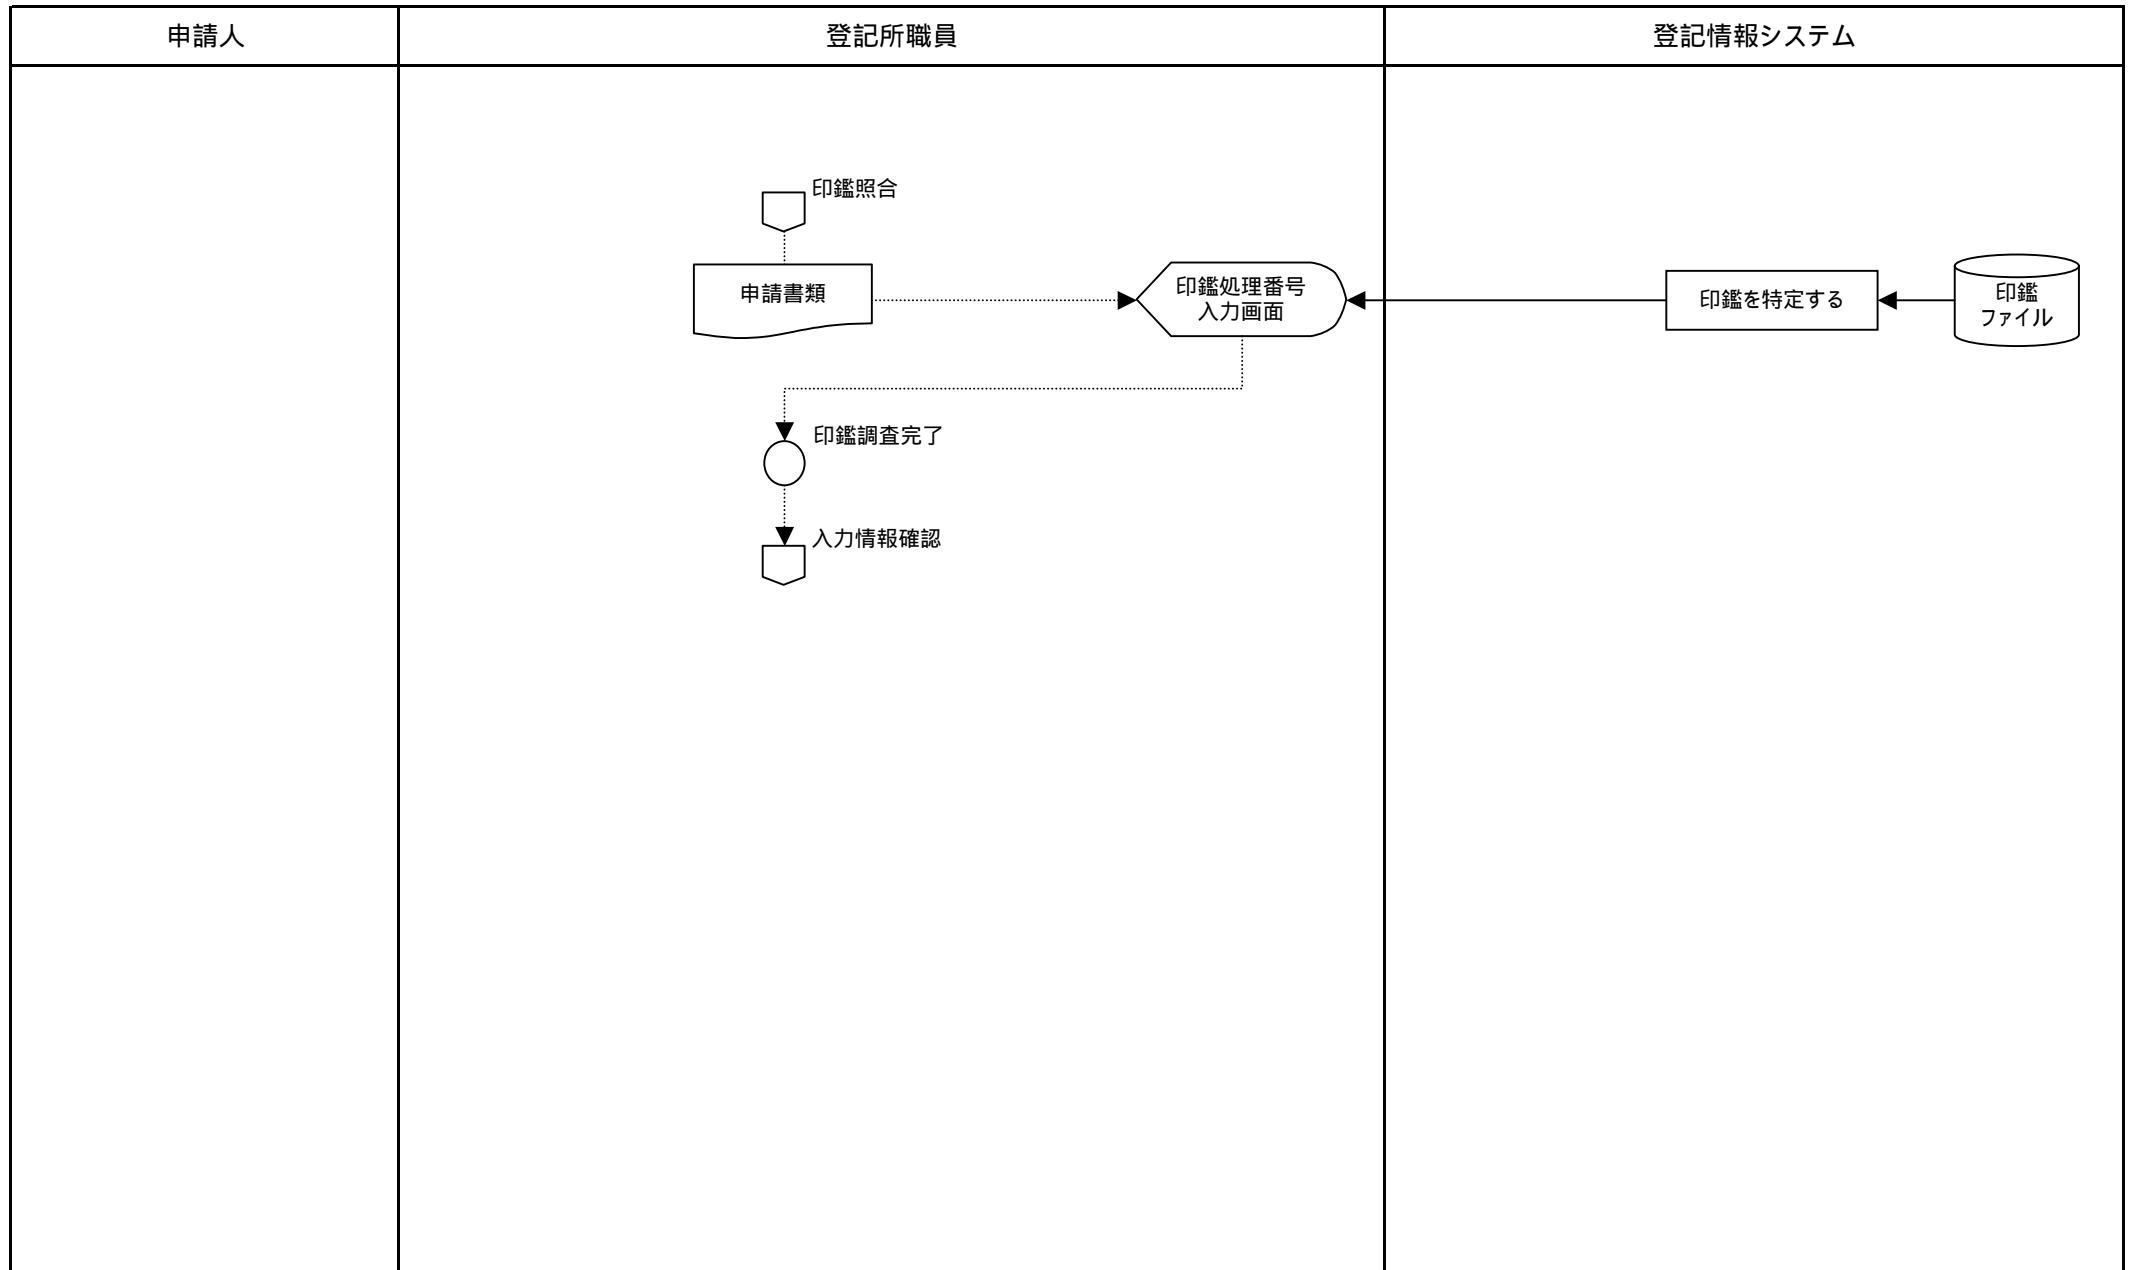 申請人
登記所職員
登記情報システム
印鑑照合
申請書類
印鑑処理番号
入力画面
印鑑を特定する
印鑑
ファイル
印鑑調査完了
入力情報確認